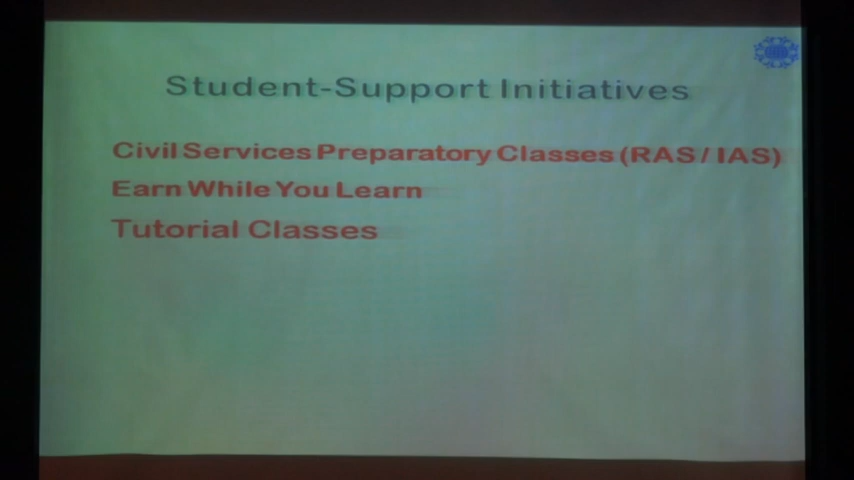 Student-Support Initiatives
Civil Services Preparatory Classes (RAS / IAS)
Earn While You Learn
Tutorial Classes